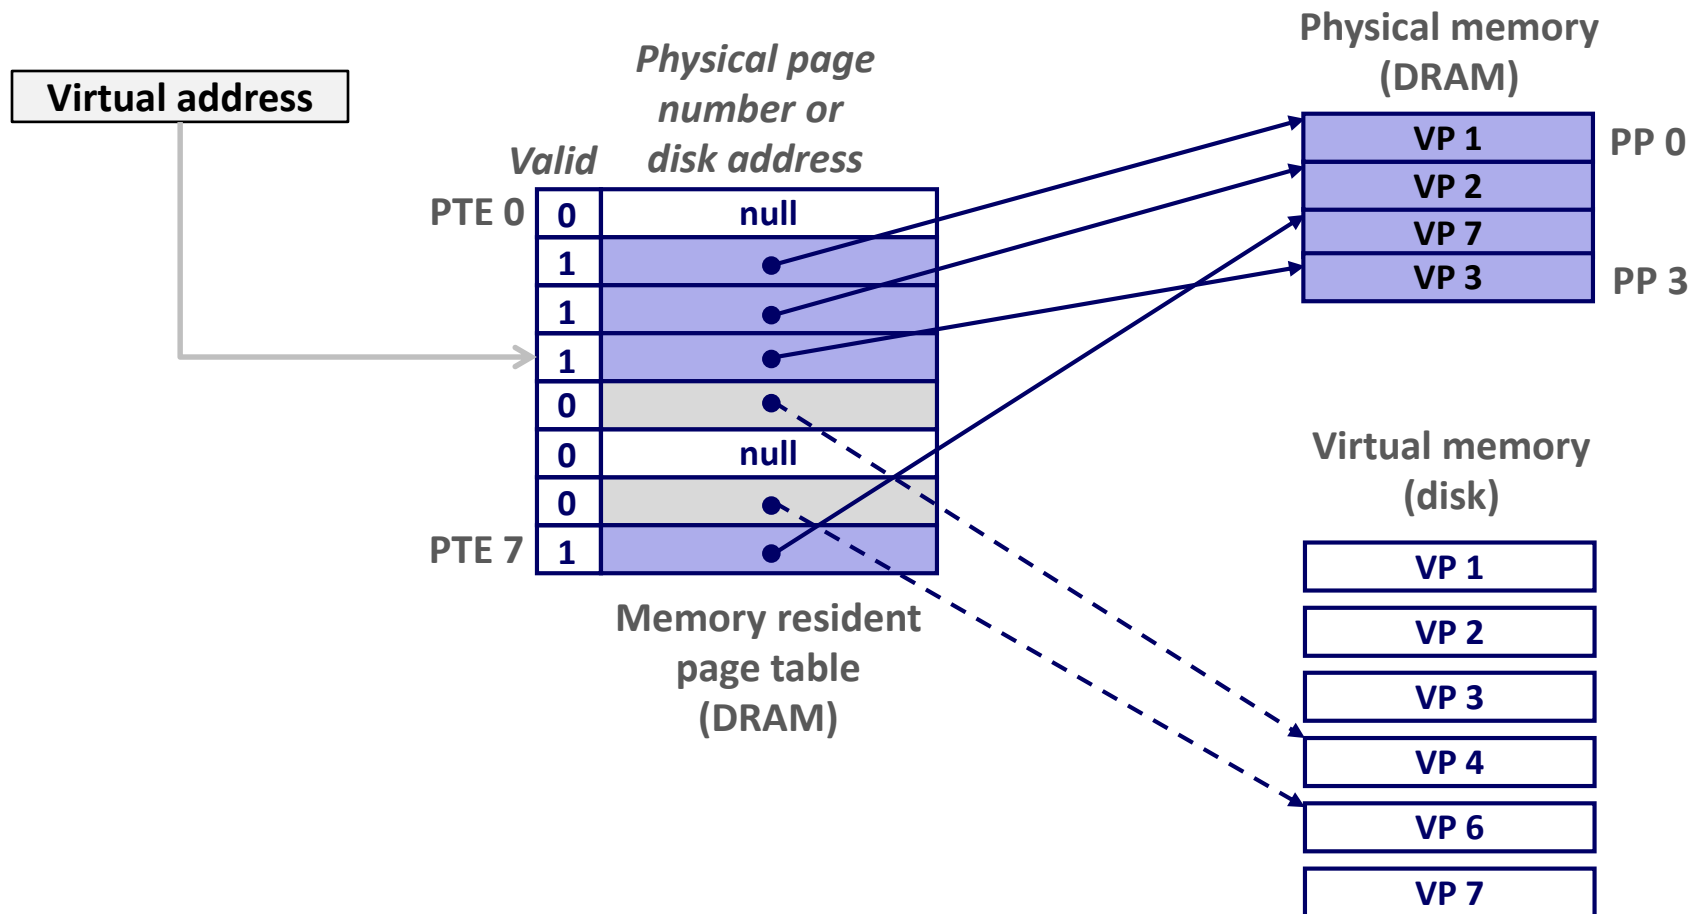 Virtual address
Physical page
number or
disk address
Valid
PTE 0
0
null
1
1
1
0
0
null
0
PTE 7
1
Memory resident
page table
(DRAM)
Physical memory
(DRAM)
VP 1
PP 0
VP 2
VP 7
VP 3
PP 3
Virtual memory
(disk)
VP 1
VP 2
VP 3
VP 4
VP 6
VP 7